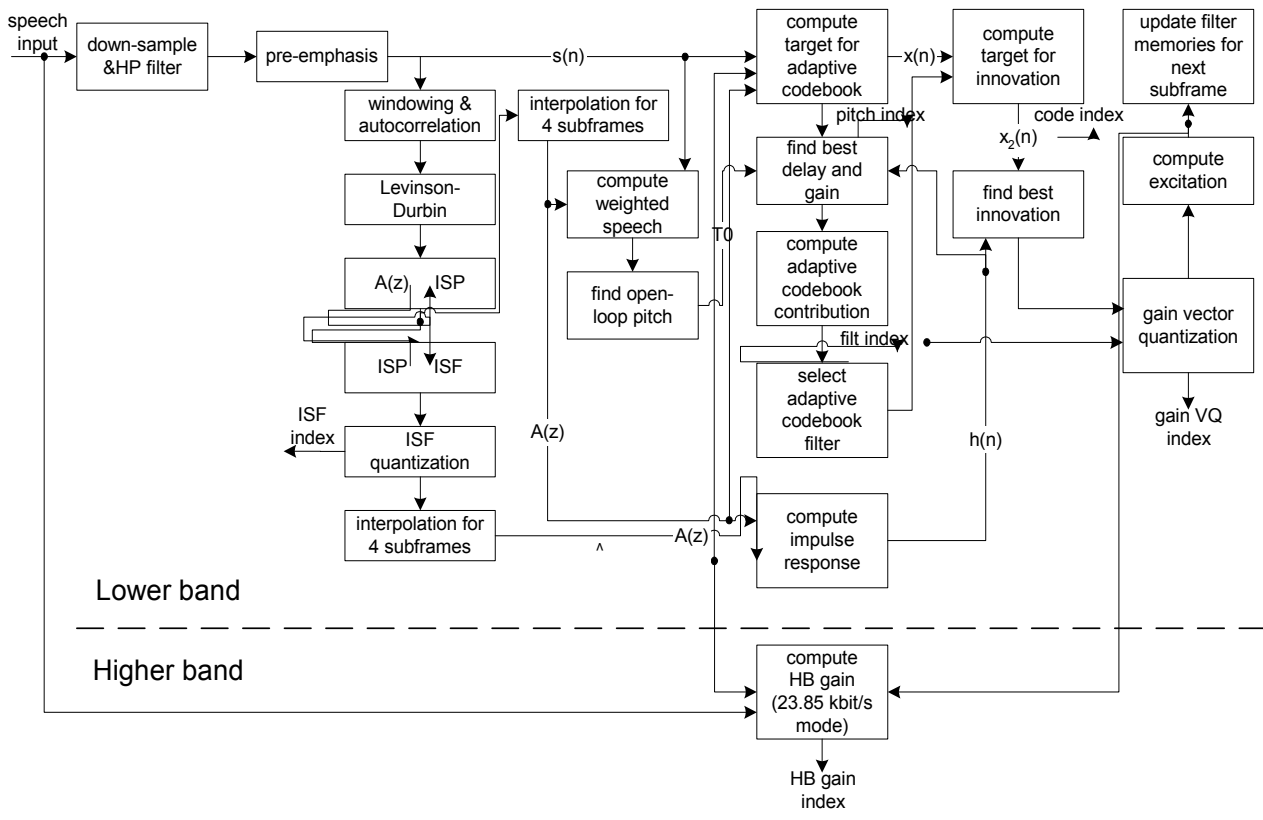 speech
input
down-sample
&HP filter
pre-emphasis
s(n)
windowing &
autocorrelation
Levinson-
Durbin
A(z) ISP
ISP ISF
ISF
index
ISF
quantization
interpolation for
4 subframes
interpolation for
4 subframes
compute
weighted
speech
find open-
loop pitch
A(z)
^
A(z)
T0
compute
target for
adaptive
codebook
x(n)
pitch index
find best
delay and
gain
compute
adaptive
codebook
contribution
filt index
select
adaptive
codebook
filter
compute
impulse
response
h(n)
compute
target for
innovation
x2(n)
code index
find best
innovation
update filter
memories for
next
subframe
compute
excitation
gain vector
quantization
gain VQ
index
Lower band
Higher band
compute
HB gain
(23.85 kbit/s
mode)
HB gain
index